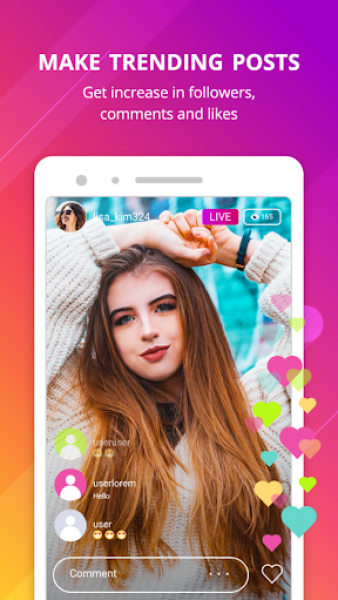 MAKE TRENDING POSTS
Get increase in followers,
comments and likes
lisa_kim324
LIVE
165
useruser
userlorem
Hello
user
Comment